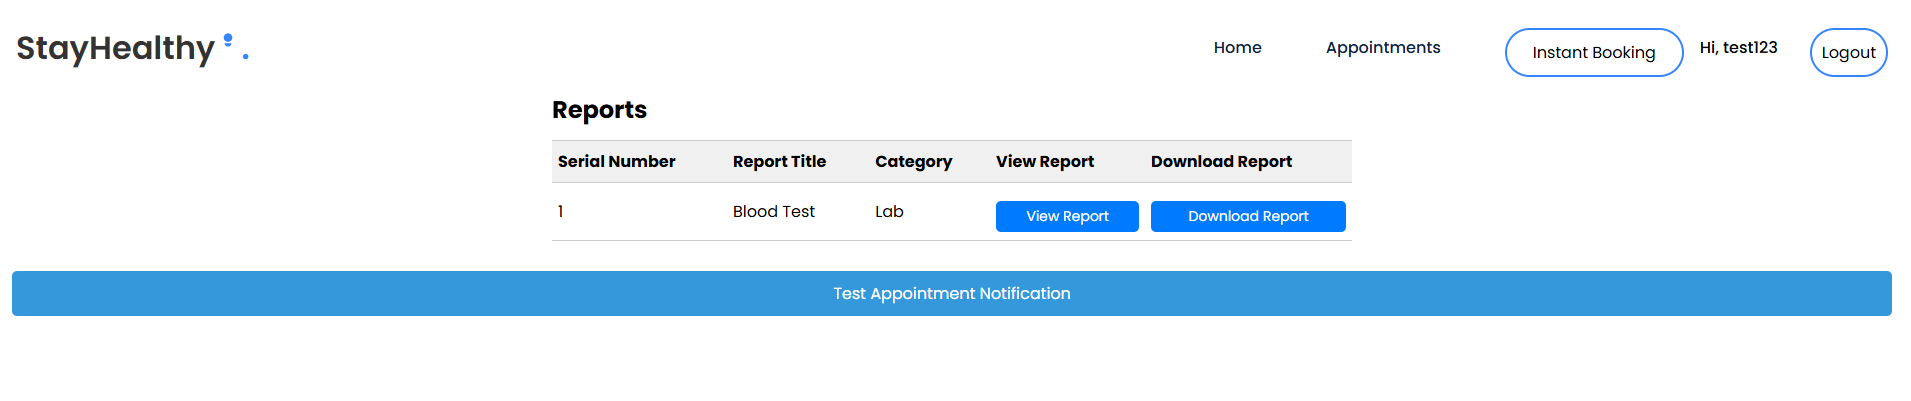 StayHealthy
Home Appointments Instant Booking Hi, test123 Logout
Reports
Serial Number Report Title Category View Report Download Report
1 Blood Test Lab View Report Download Report
Test Appointment Notification